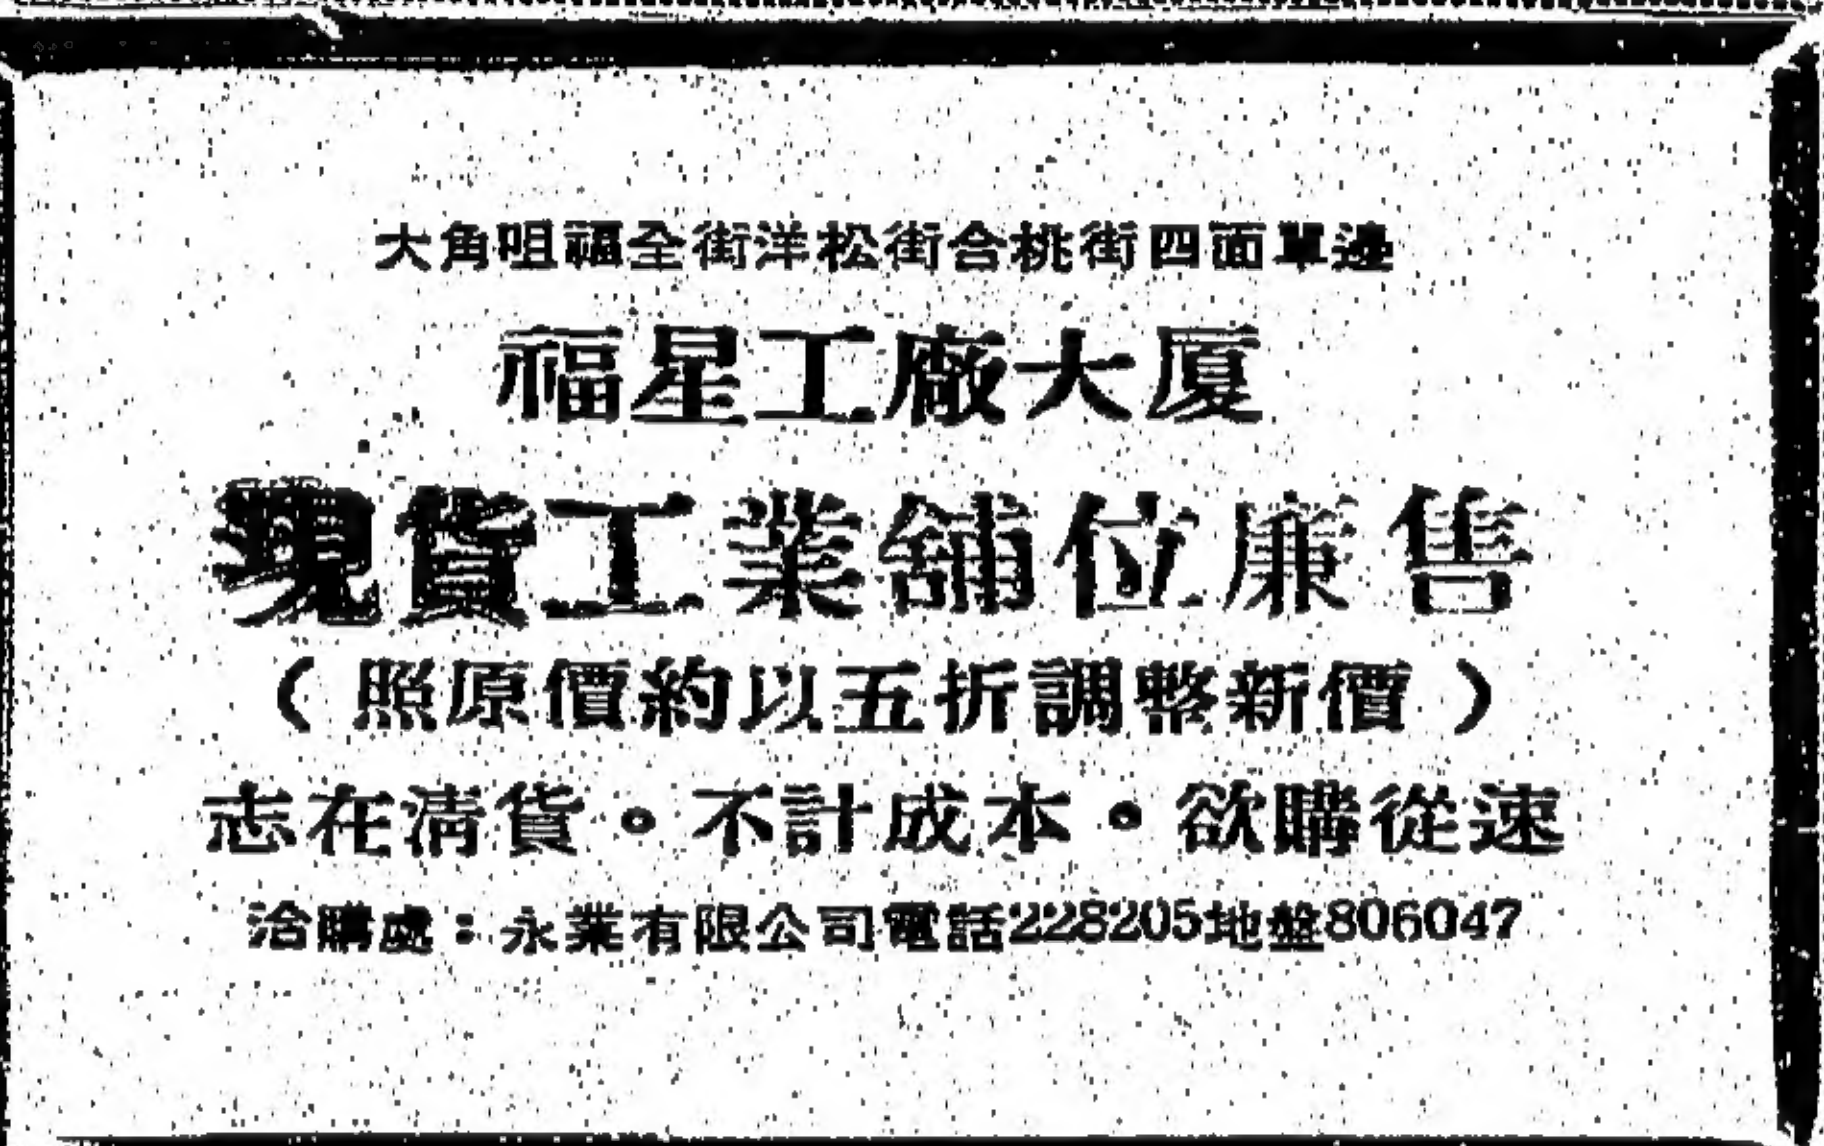 大角咀福全街洋松街合桃街四面單邊
福星工廠大厦
現貨工業舖位廉售
（照原價約以五折調整新價）
志在清貨。不計成本。欲購從速
洽購處：永業有限公司電話228205地盤806047